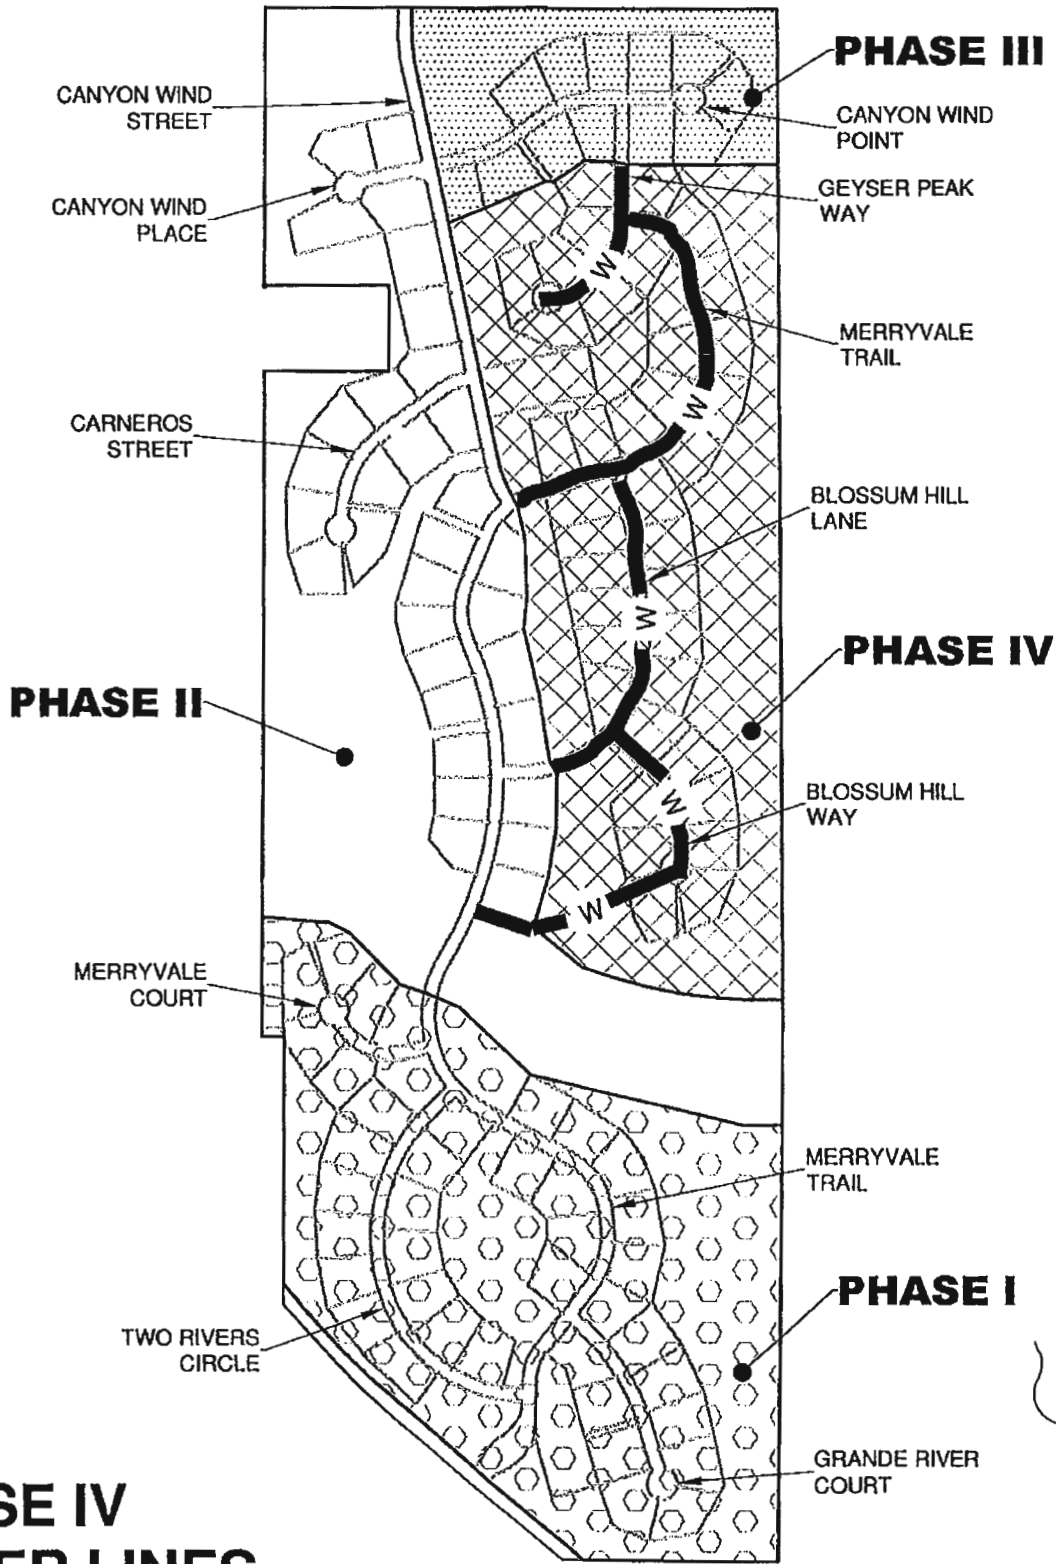 PHASE III
CANYON WIND
STREET
CANYON WIND
POINT
GEYSER PEAK
WAY
CANYON WIND
PLACE
W
MERRYVALE
TRAIL
W
CARNEROS
STREET
BLOSSUM HILL
LANE
W
PHASE IV
PHASE II
BLOSSUM HILL
WAY
W
W
MERRYVALE
COURT
MERRYVALE
TRAIL
PHASE I
TWO RIVERS
CIRCLE
GRANDE RIVER
COURT
SE IV
ER LINES